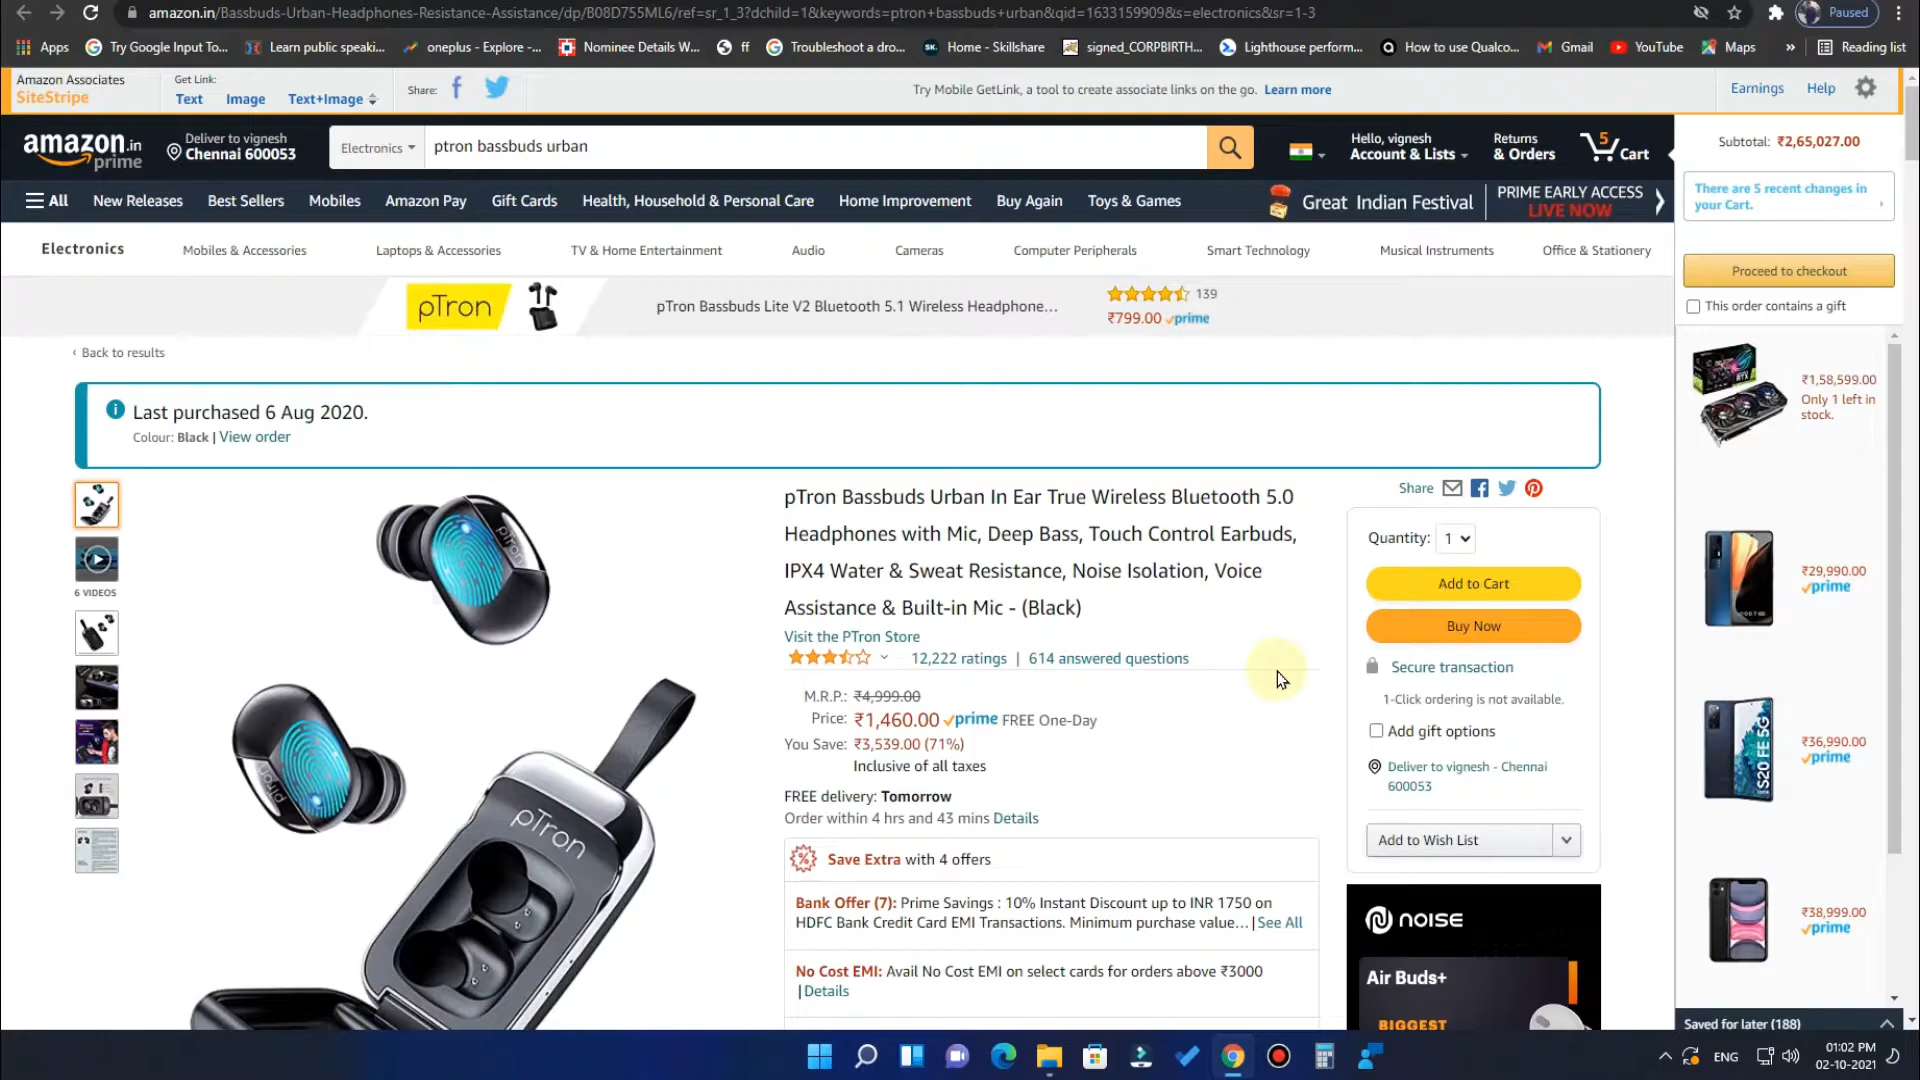 amazon.in/Bassbuds-Urban-Headphones-Resistance-Assistance/dp/B08D755ML6/ref=sr_1_3?dchild=1&keywords=ptron+bassbuds+urban&qid=1633159909&s=electronics&sr=1-3
Paused
Apps
Try Google Input To...
Learn public speaki...
oneplus - Explore -...
Nominee Details W...
ff
Troubleshoot a dro...
SK.
Home - Skillshare
signed_CORPBIRTH...
Lighthouse perform...
How to use Qualco...
Gmail
YouTube
Maps
»
Reading list
Amazon Associates
SiteStripe
Get Link:
Text
Image
Text+Image
Share:
Try Mobile GetLink, a tool to create associate links on the go. Learn more
Earnings
Help
amazon.in
prime
Deliver to vignesh
Chennai 600053
Electronics
ptron bassbuds urban
Hello, vignesh
Account & Lists
Returns
& Orders
5
Cart
Subtotal: ₹2,65,027.00
All
New Releases
Best Sellers
Mobiles
Amazon Pay
Gift Cards
Health, Household & Personal Care
Home Improvement
Buy Again
Toys & Games
Great Indian Festival
PRIME EARLY ACCESS
LIVE NOW
There are 5 recent changes in
your Cart.
Electronics
Mobiles & Accessories
Laptops & Accessories
TV & Home Entertainment
Audio
Cameras
Computer Peripherals
Smart Technology
Musical Instruments
Office & Stationery
Proceed to checkout
This order contains a gift
pTron
pTron Bassbuds Lite V2 Bluetooth 5.1 Wireless Headphone...
139
₹799.00 prime
‹ Back to results
Last purchased 6 Aug 2020.
Colour: Black | View order
₹1,58,599.00
Only 1 left in
stock.
₹29,990.00
prime
S20 FE 5G
₹36,990.00
prime
₹38,999.00
prime
Saved for later (188)
6 VIDEOS
pTron
pTron
pTron
pTron Bassbuds Urban In Ear True Wireless Bluetooth 5.0
Headphones with Mic, Deep Bass, Touch Control Earbuds,
IPX4 Water & Sweat Resistance, Noise Isolation, Voice
Assistance & Built-in Mic - (Black)
Visit the PTron Store
12,222 ratings | 614 answered questions
M.R.P.: ₹4,999.00
Price: ₹1,460.00 prime FREE One-Day
You Save: ₹3,539.00 (71%)
Inclusive of all taxes
FREE delivery: Tomorrow
Order within 4 hrs and 43 mins Details
Save Extra with 4 offers
Bank Offer (7): Prime Savings : 10% Instant Discount up to INR 1750 on
HDFC Bank Credit Card EMI Transactions. Minimum purchase value... | See All
No Cost EMI: Avail No Cost EMI on select cards for orders above ₹3000
| Details
Share
Quantity: 1
Add to Cart
Buy Now
Secure transaction
1-Click ordering is not available.
Add gift options
Deliver to vignesh - Chennai
600053
Add to Wish List
NOISE
Air Buds+
BIGGEST
ENG
01:02 PM
02-10-2021